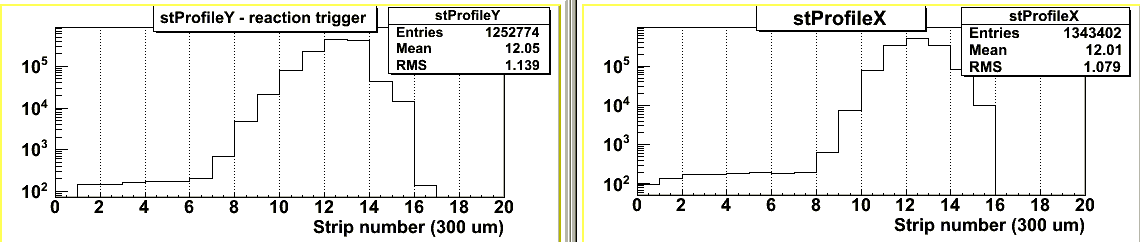 stProfileY - reaction trigger
stProfileY
Entries 1252774
Mean 12.05
RMS 1.139
10^5
10^4
10^3
10^2
0 2 4 6 8 10 12 14 16 18 20
Strip number (300 um)
stProfileX
stProfileX
Entries 1343402
Mean 12.01
RMS 1.079
10^5
10^4
10^3
10^2
0 2 4 6 8 10 12 14 16 18 20
Strip number (300 um)